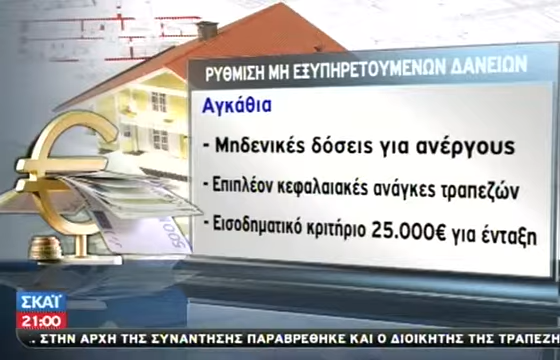 ΡΥΘΜΙΣΗ ΜΗ ΕΞΥΠΗΡΕΤΟΥΜΕΝΩΝ ΔΑΝΕΙΩΝ
Αγκάθια
- Μηδενικές δόσεις για ανέργους
- Επιπλέον κεφαλαιακές ανάγκες τραπεζών
- Εισοδηματικό κριτήριο 25.000€ για ένταξη
500
ΣΚΑΪ
21:00
.. ΣΤΗΝ ΑΡΧΗ ΤΗΣ ΣΥΝΑΝΤΗΣΗΣ ΠΑΡΑΒΡΕΘΗΚΕ ΚΑΙ Ο ΔΙΟΙΚΗΤΗΣ ΤΗΣ ΤΡΑΠΕΖ